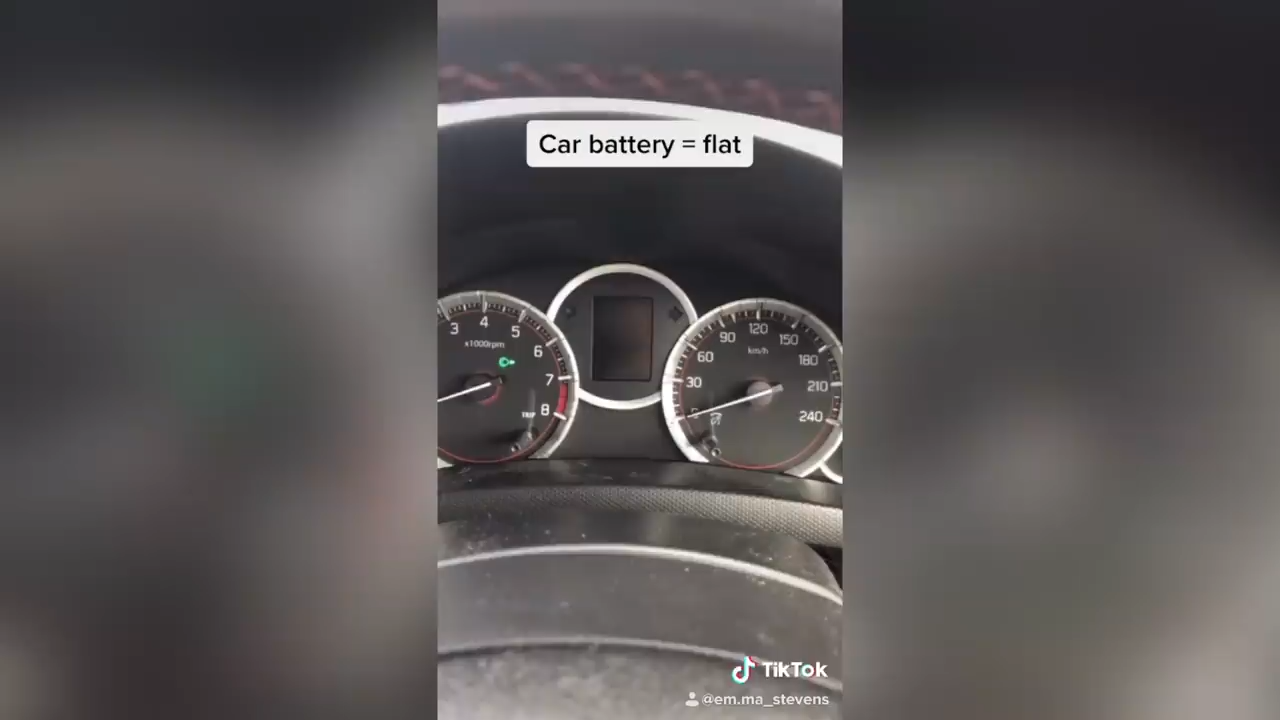 Car battery = flat
3
4
5
6
7
8
x1000rpm
TRIP
30
60
90
120
150
180
210
240
km/h
TikTok
@em.ma_stevens